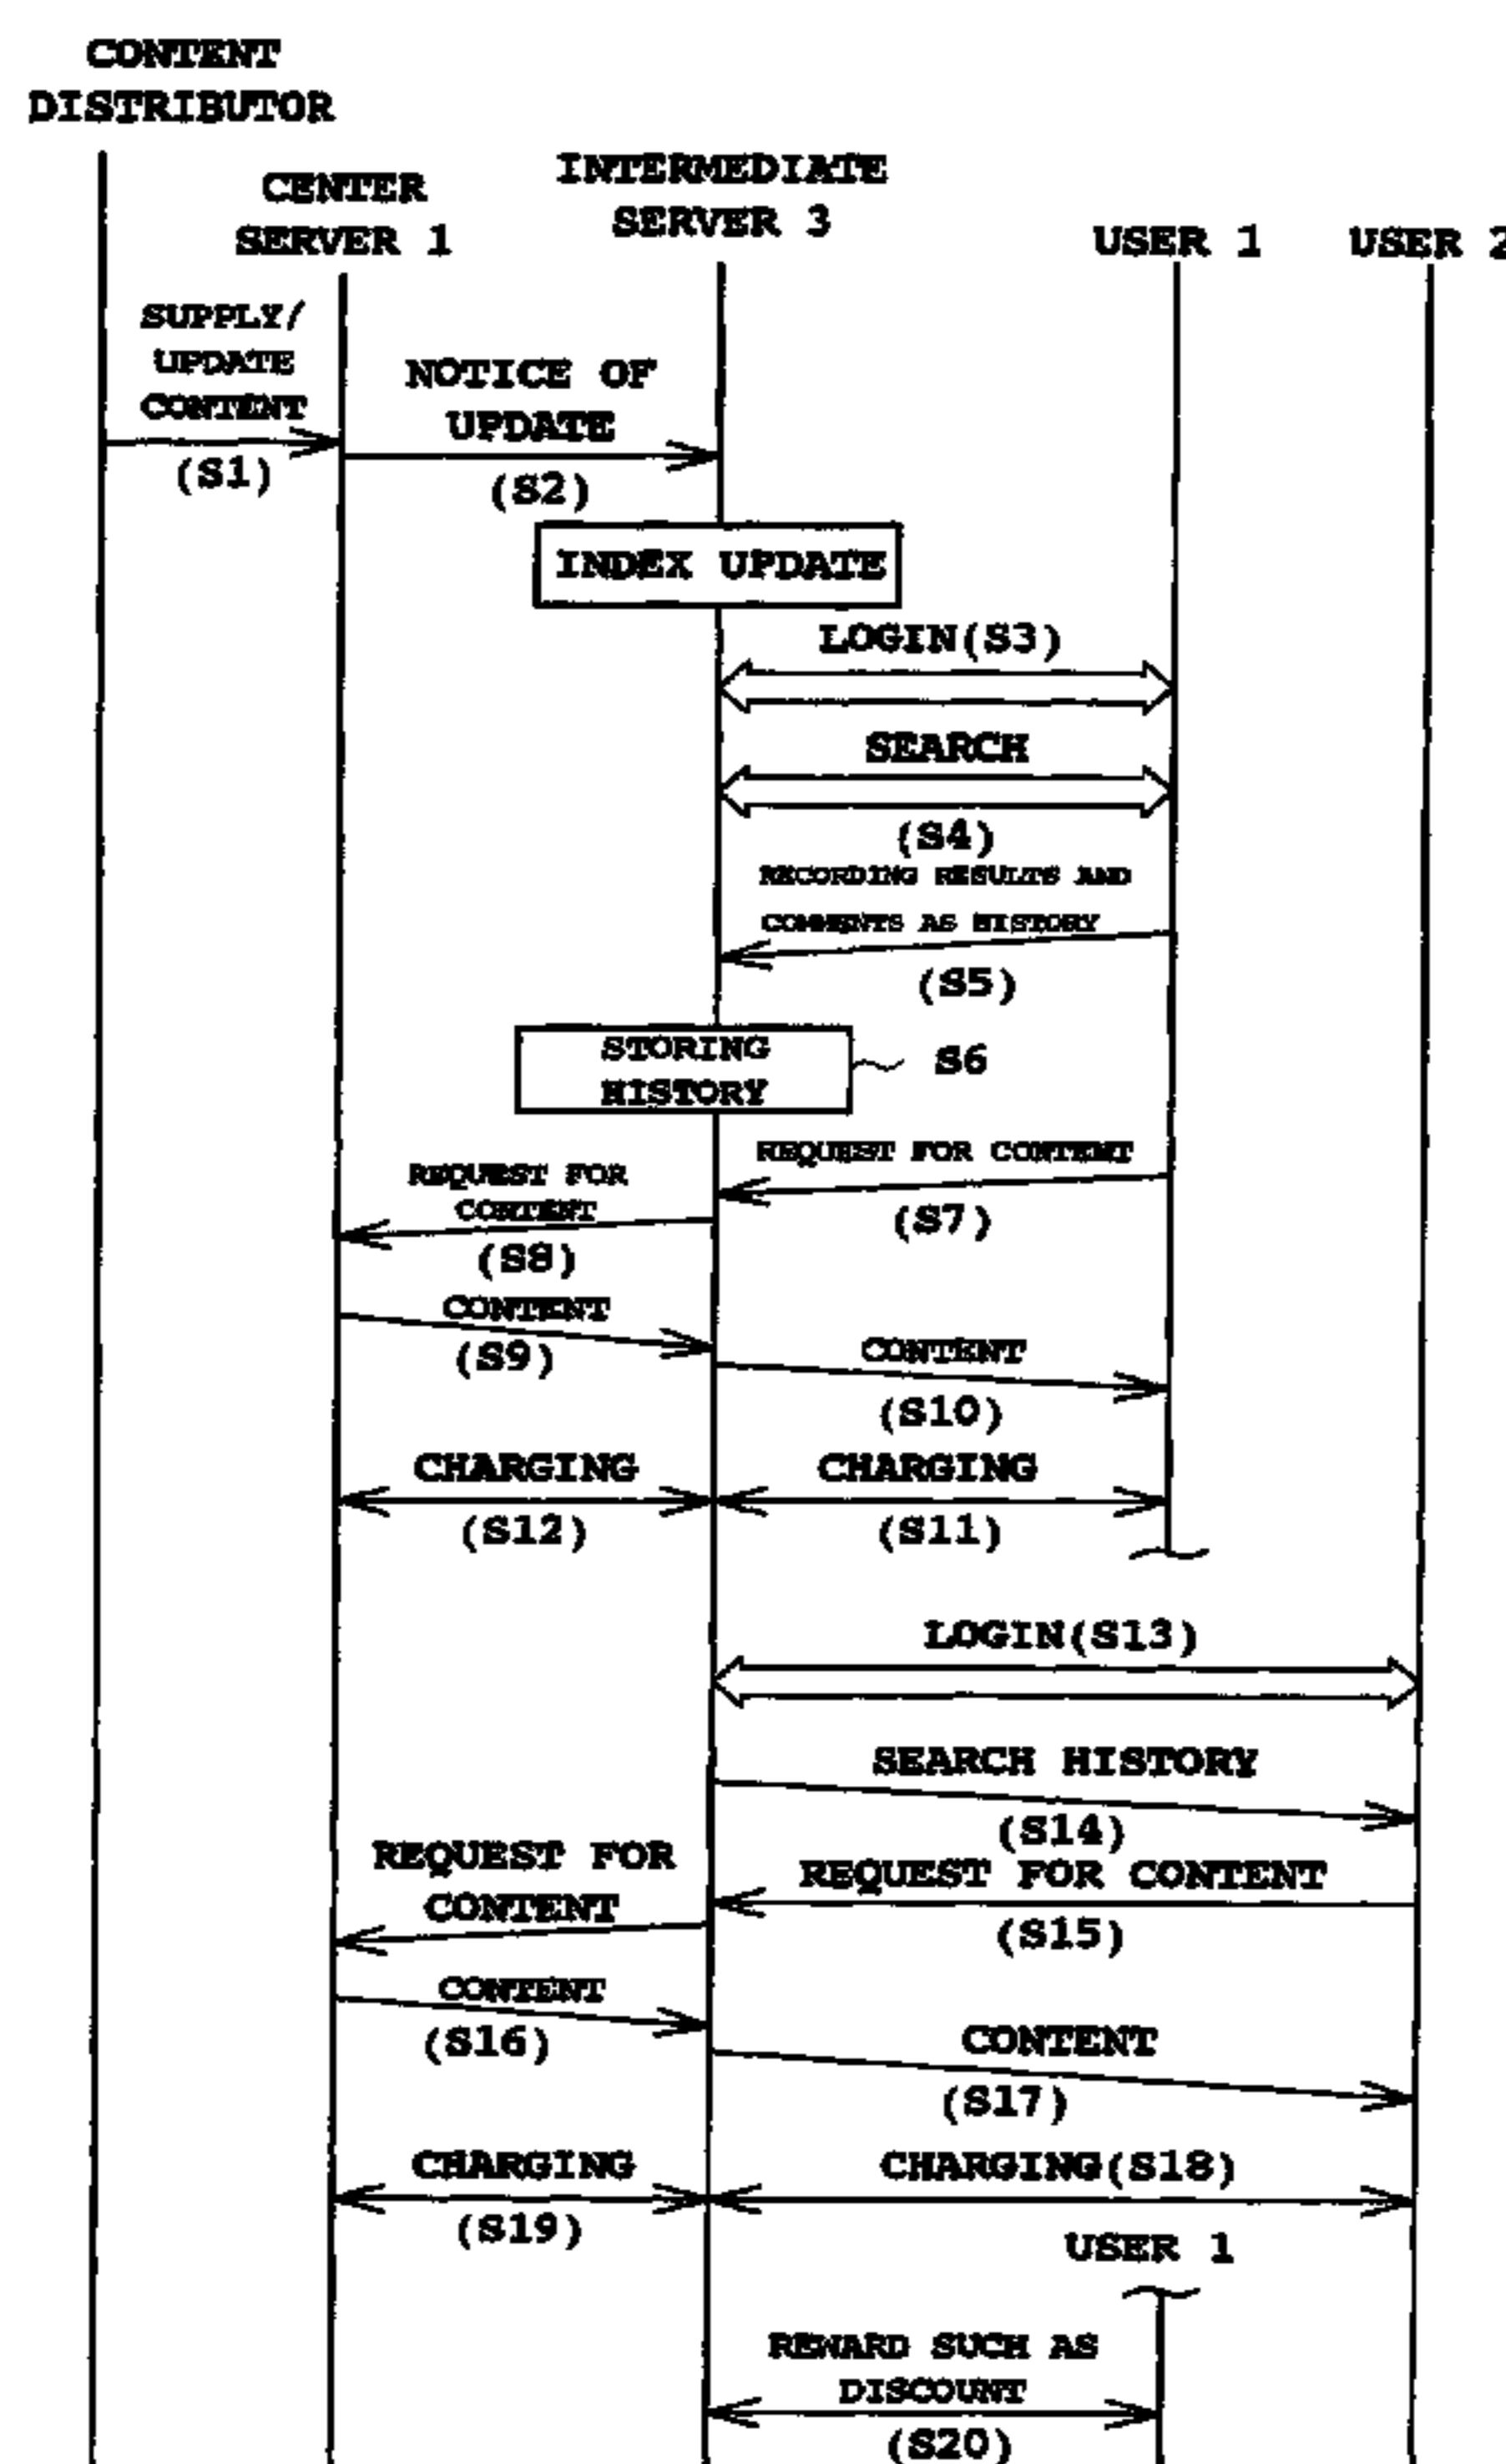 CONTENT
DISTRIBUTOR
CENTER
SERVER 1
INTERMEDIATE
SERVER 3
USER 1
USER 2
SUPPLY/
UPDATE
CONTENT
(S1)
NOTICE OF
UPDATE
(S2)
INDEX UPDATE
LOGIN(S3)
SEARCH
(S4)
RECORDING RESULTS AND
COMMENTS AS HISTORY
(S5)
STORING
HISTORY
S6
REQUEST FOR CONTENT
(S7)
REQUEST FOR
CONTENT
(S8)
CONTENT
(S9)
CONTENT
(S10)
CHARGING
(S12)
CHARGING
(S11)
LOGIN(S13)
SEARCH HISTORY
(S14)
REQUEST FOR CONTENT
(S15)
REQUEST FOR
CONTENT
CONTENT
(S16)
CONTENT
(S17)
CHARGING
(S19)
CHARGING(S18)
USER 1
REWARD SUCH AS
DISCOUNT
(S20)